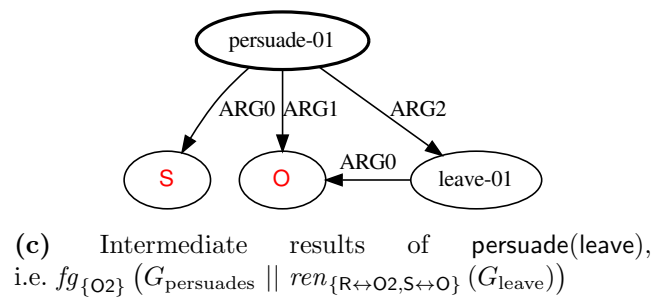 persuade-01
ARG0 ARG1 ARG2
ARG0
S O leave-01
(c) Intermediate results of persuade(leave),
i.e. fg{O2} (Gpersuades || ren{R↔O2,S↔O} (Gleave))